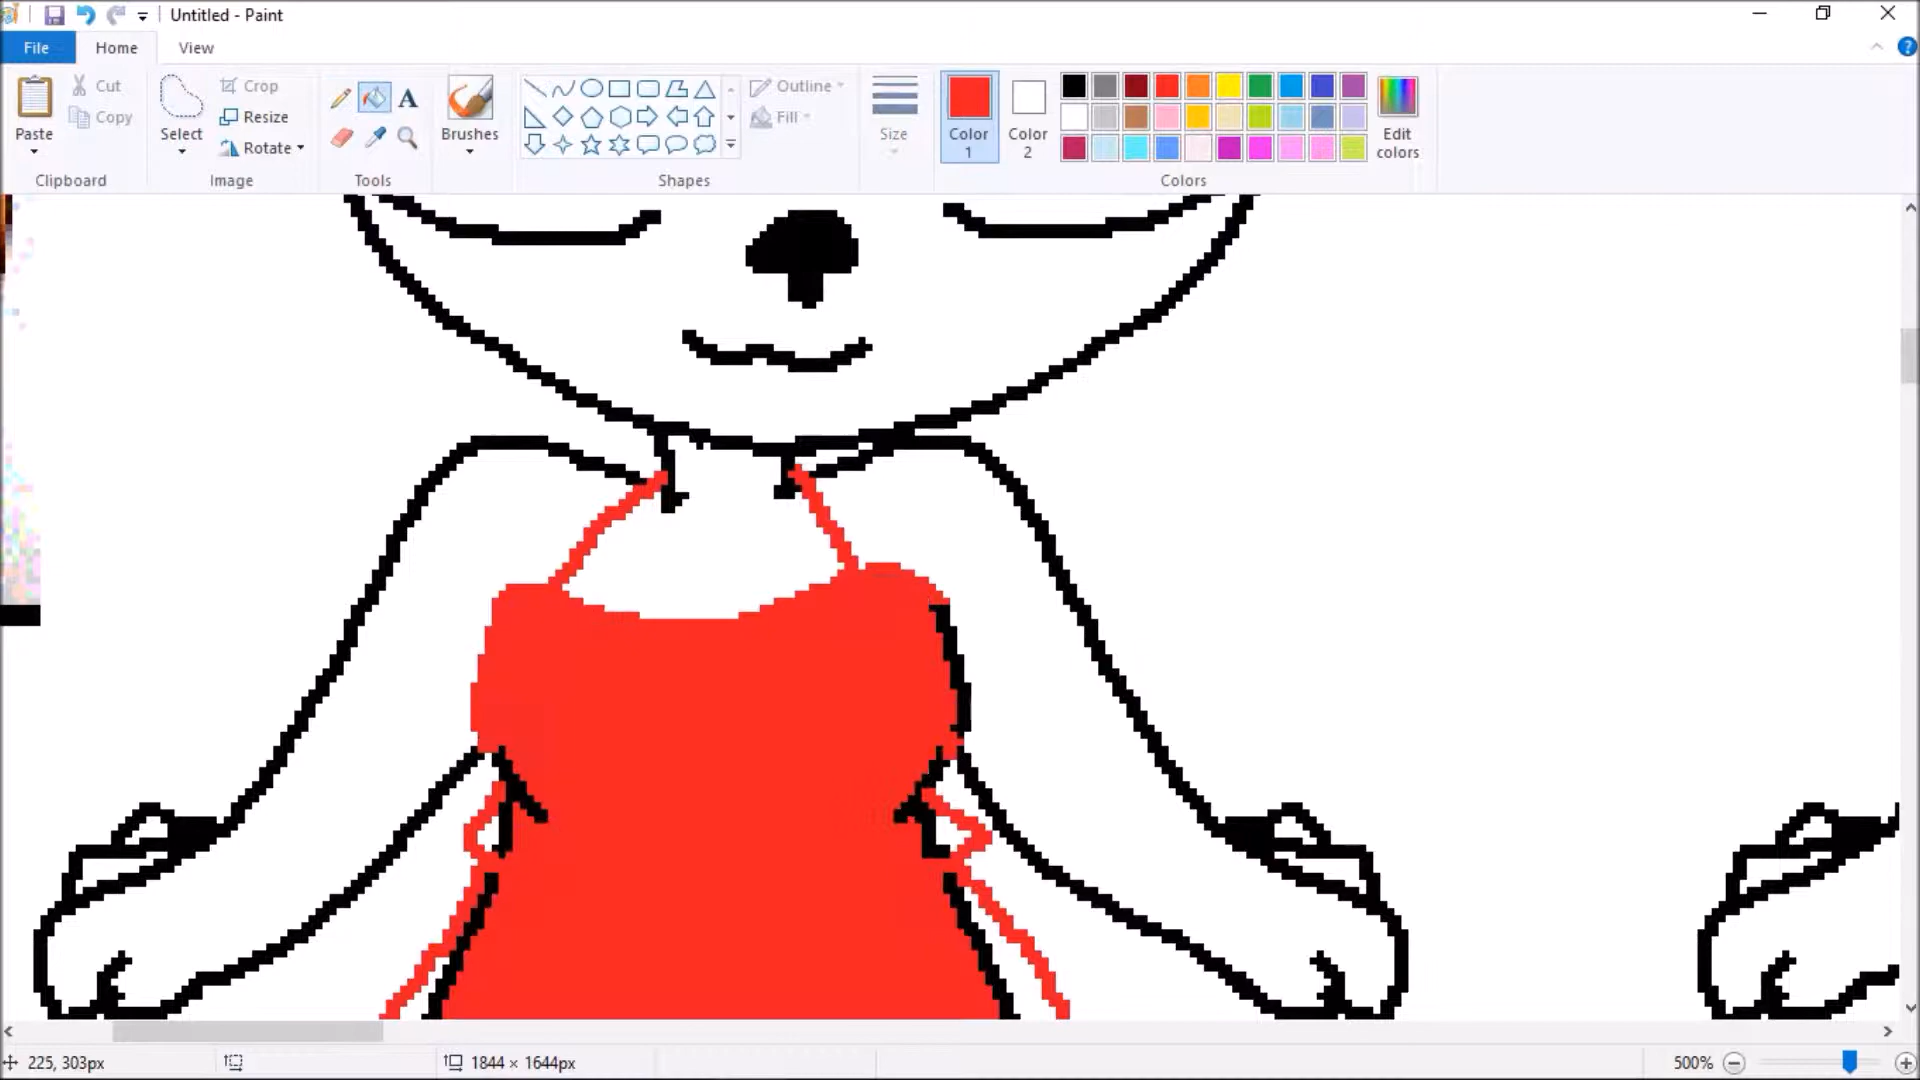 Untitled - Paint
File Home View
Paste
Cut
Copy
Clipboard
Select
Crop
Resize
Rotate
Image
A
Tools
Brushes
Shapes
Outline
Fill
Size
Color 1
Color 2
Edit colors
Colors
225, 303px
1844 × 1644px
500%